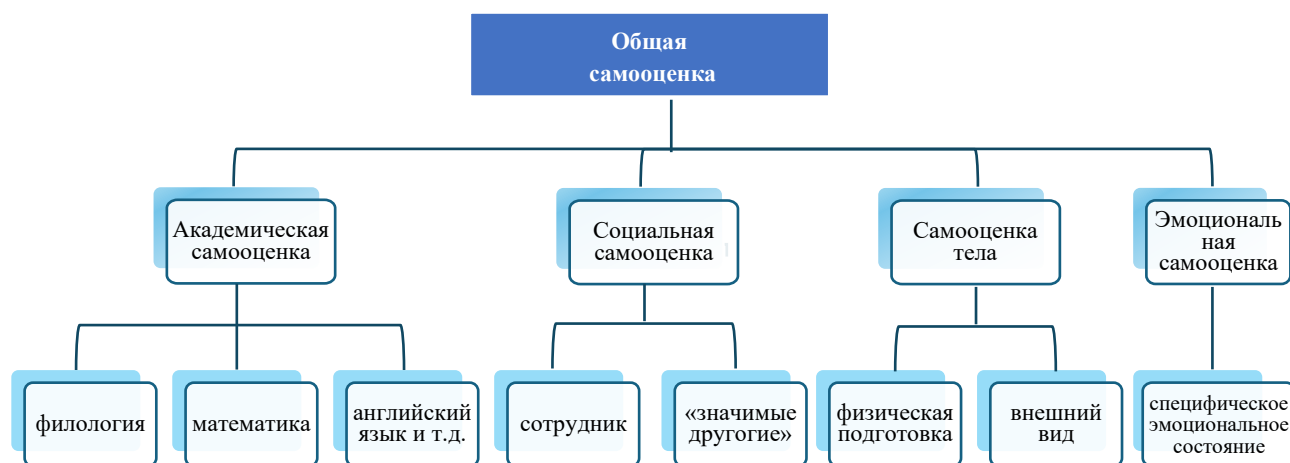 Общая
самооценка
Академическая
самооценка
Социальная
самооценка
Самооценка
тела
Эмоциональ
ная
самооценка
филология
математика
английский
язык и т.д.
сотрудник
«значимые
другогие»
физическая
подготовка
внешний
вид
специфическое
эмоциональное
состояние